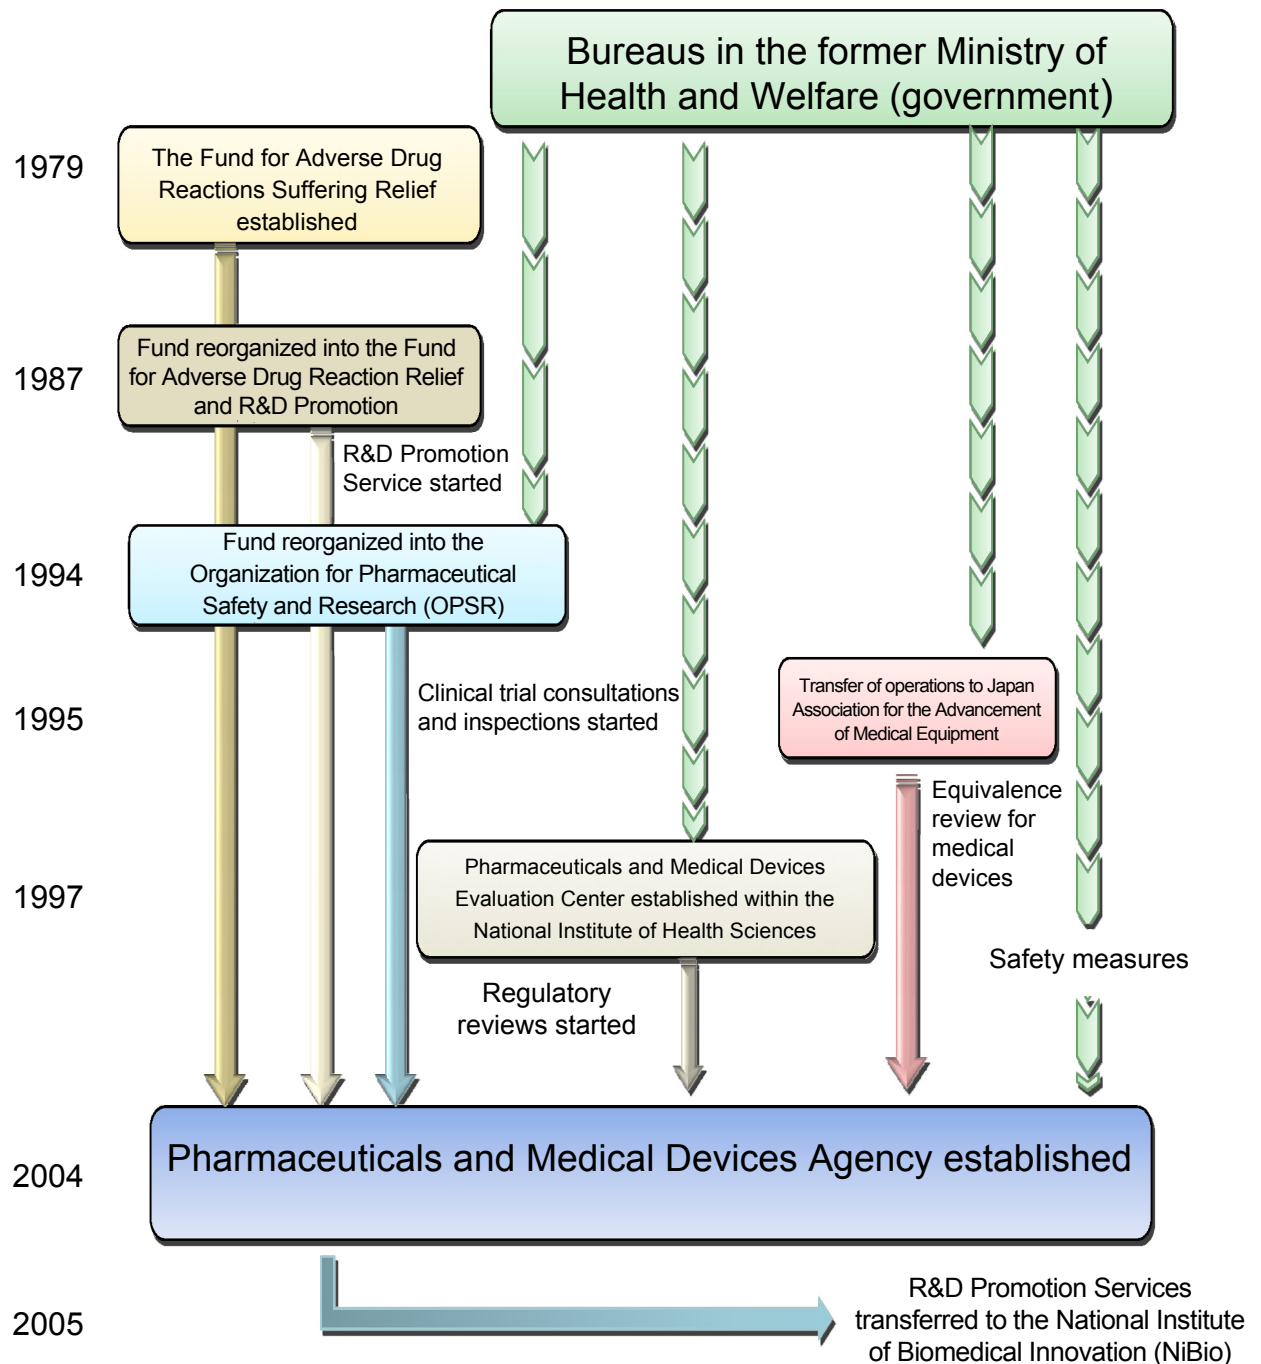 Bureaus in the former Ministry of
Health and Welfare (government)
1979
The Fund for Adverse Drug
Reactions Suffering Relief
established
1987
Fund reorganized into the Fund
for Adverse Drug Reaction Relief
and R&D Promotion
R&D Promotion
Service started
1994
Fund reorganized into the
Organization for Pharmaceutical
Safety and Research (OPSR)
Clinical trial consultations
and inspections started
1995
Transfer of operations to Japan
Association for the Advancement
of Medical Equipment
Equivalence
review for
medical
devices
1997
Pharmaceuticals and Medical Devices
Evaluation Center established within the
National Institute of Health Sciences
Safety measures
Regulatory
reviews started
2004
Pharmaceuticals and Medical Devices Agency established
2005
R&D Promotion Services
transferred to the National Institute
of Biomedical Innovation (NiBio)